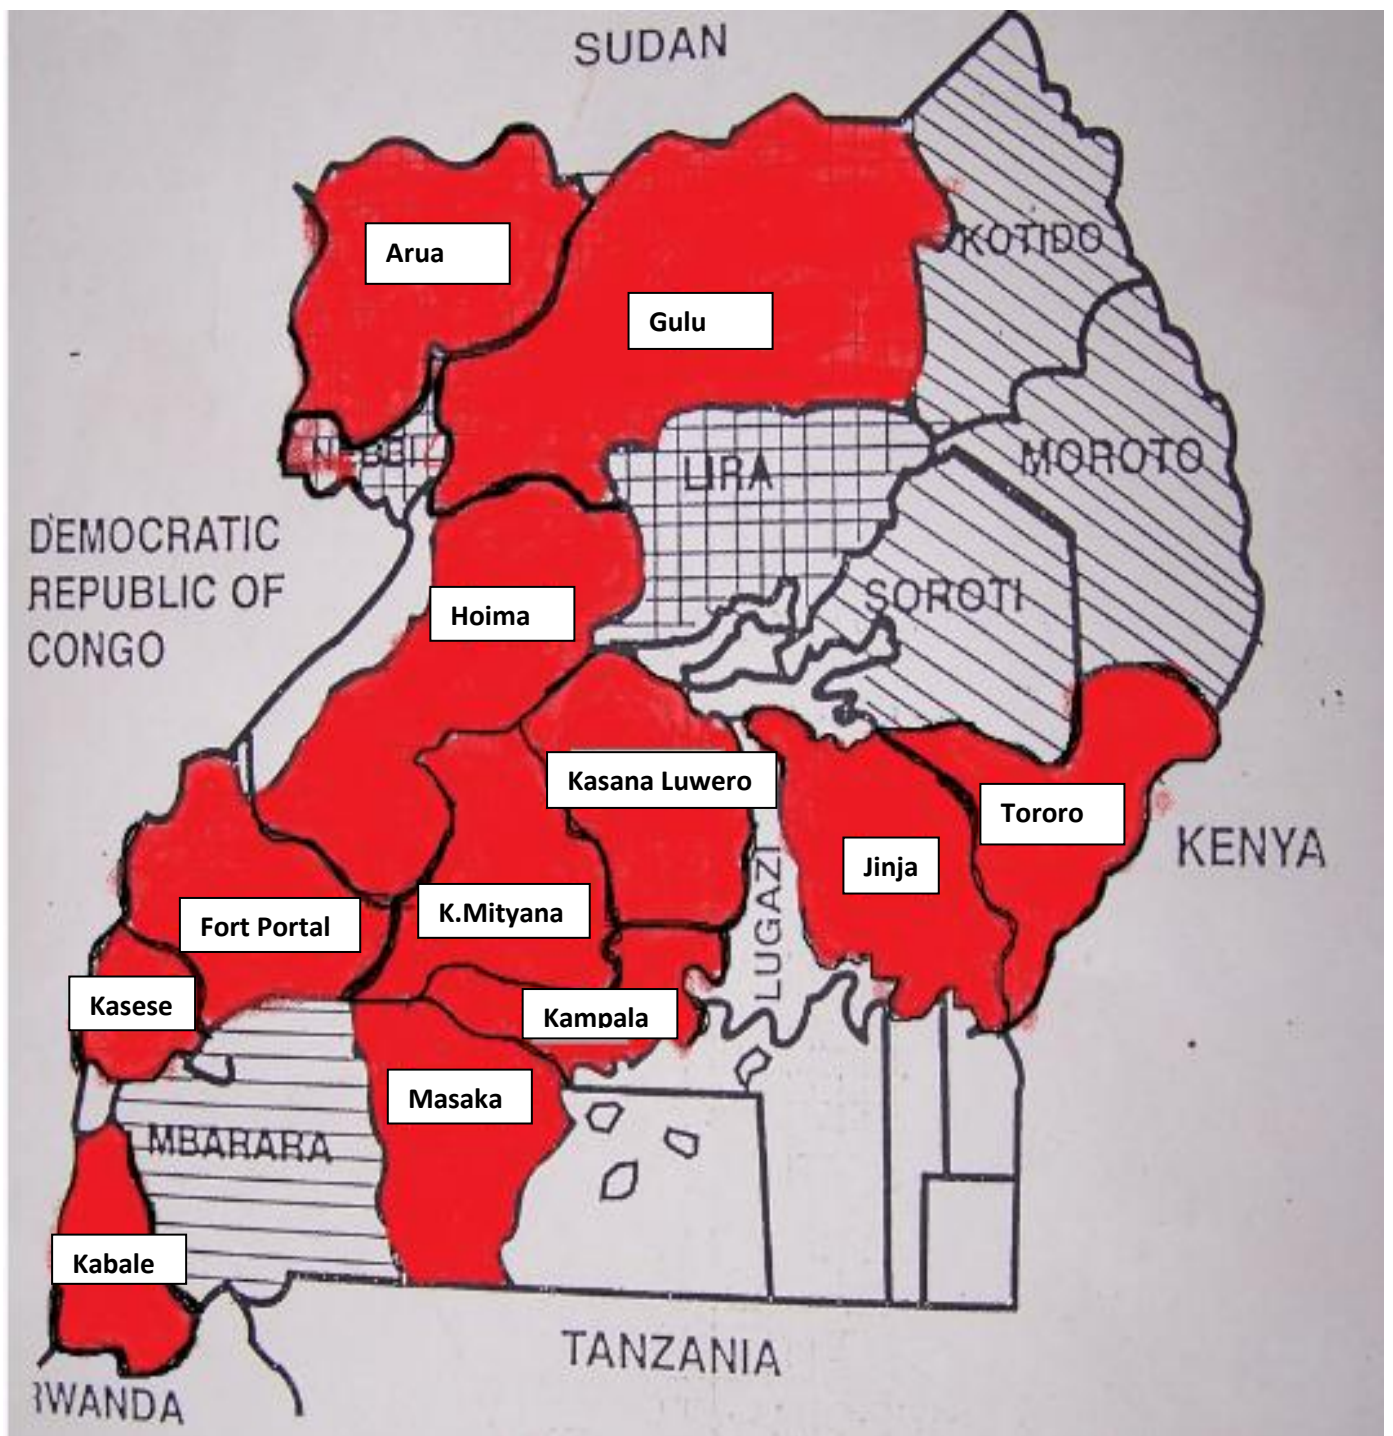 SUDAN
Arua
KOTIDO
Gulu
MOROTO
LIRA
DEMOCRATIC
REPUBLIC OF
CONGO
SOROTI
Hoima
Kasana Luwero
Tororo
KENYA
Jinja
LUGAZI
K.Mityana
Fort Portal
Kasese
Kampala
Masaka
MBARARA
Kabale
TANZANIA
RWANDA